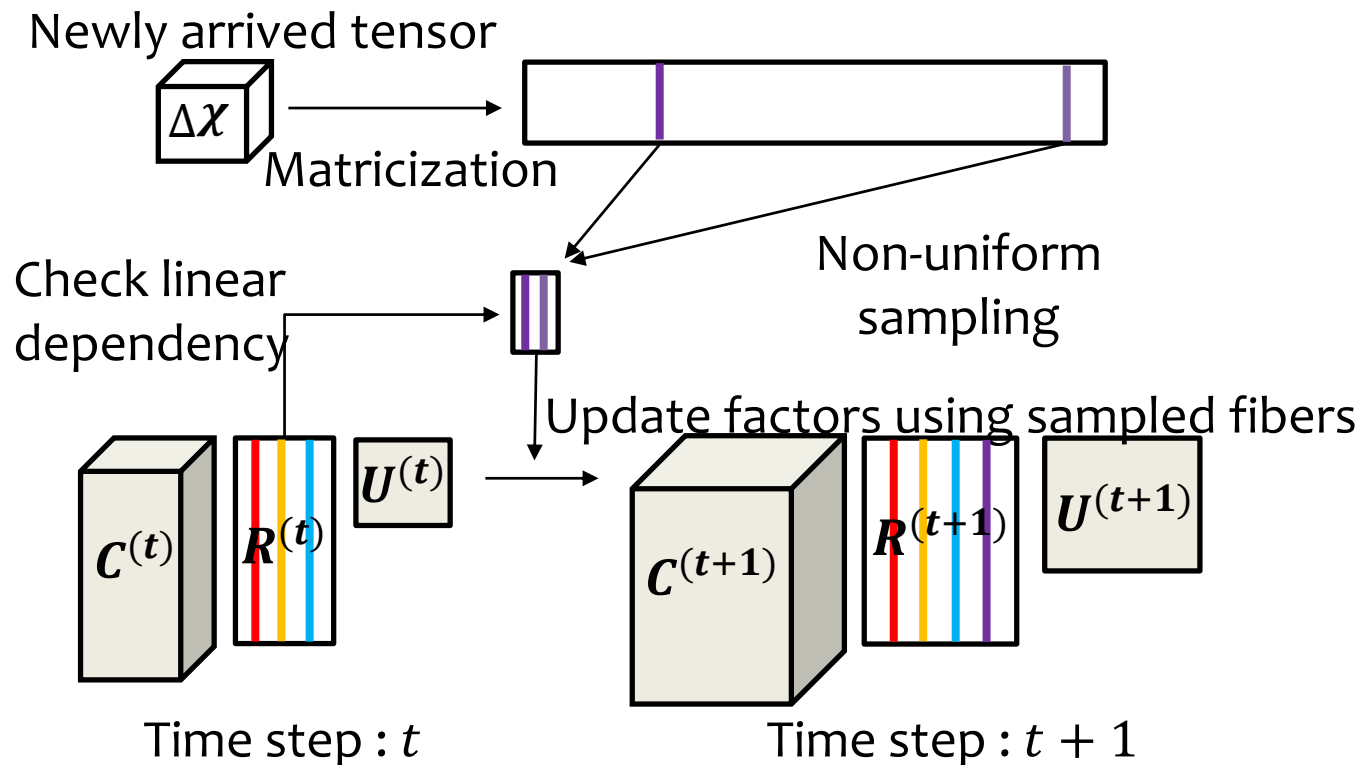 Newly arrived tensor
Δ𝓧
Matricization
Non-uniform
sampling
Check linear
dependency
Update factors using sampled fibers
C⁽ᵗ⁾
R⁽ᵗ⁾
U⁽ᵗ⁾
C⁽ᵗ⁺¹⁾
R⁽ᵗ⁺¹⁾
U⁽ᵗ⁺¹⁾
Time step : t
Time step : t + 1